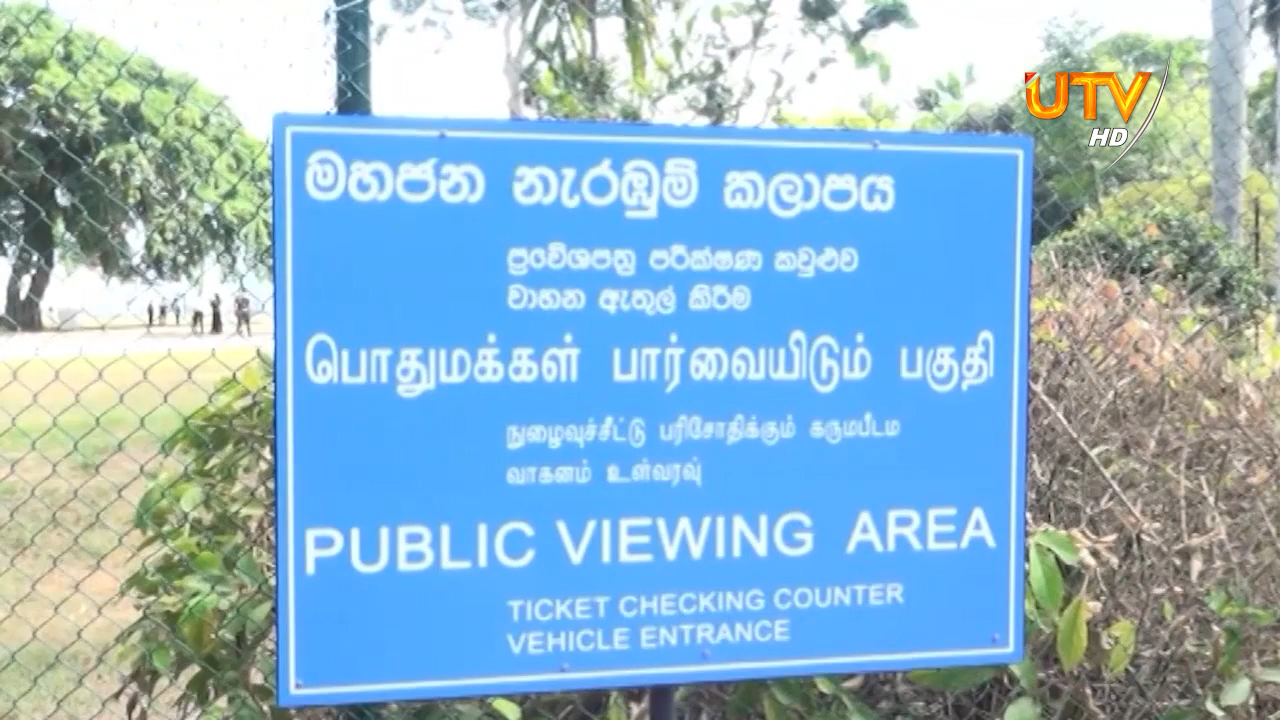 UTV
HD
මහජන නැරඹුම් කලාපය
ප්‍රවේශපත්‍ර පරීක්ෂණ කවුළුව
වාහන ඇතුල් කිරීම
பொதுமக்கள் பார்வையிடும் பகுதி
நுழைவுச்சீட்டு பரிசோதிக்கும் கருமபீடம
வாகனம் உள்வரவு
PUBLIC VIEWING AREA
TICKET CHECKING COUNTER
VEHICLE ENTRANCE